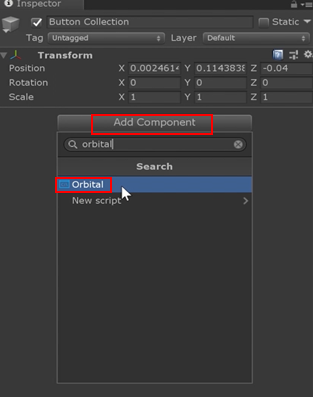 Inspector
Button Collection
Static
Tag Untagged Layer Default
Transform
Position X 0.0024614 Y 0.1143838 Z -0.04
Rotation X 0 Y 0 Z 0
Scale X 1 Y 1 Z 1
Add Component
orbital
Search
Orbital
New script